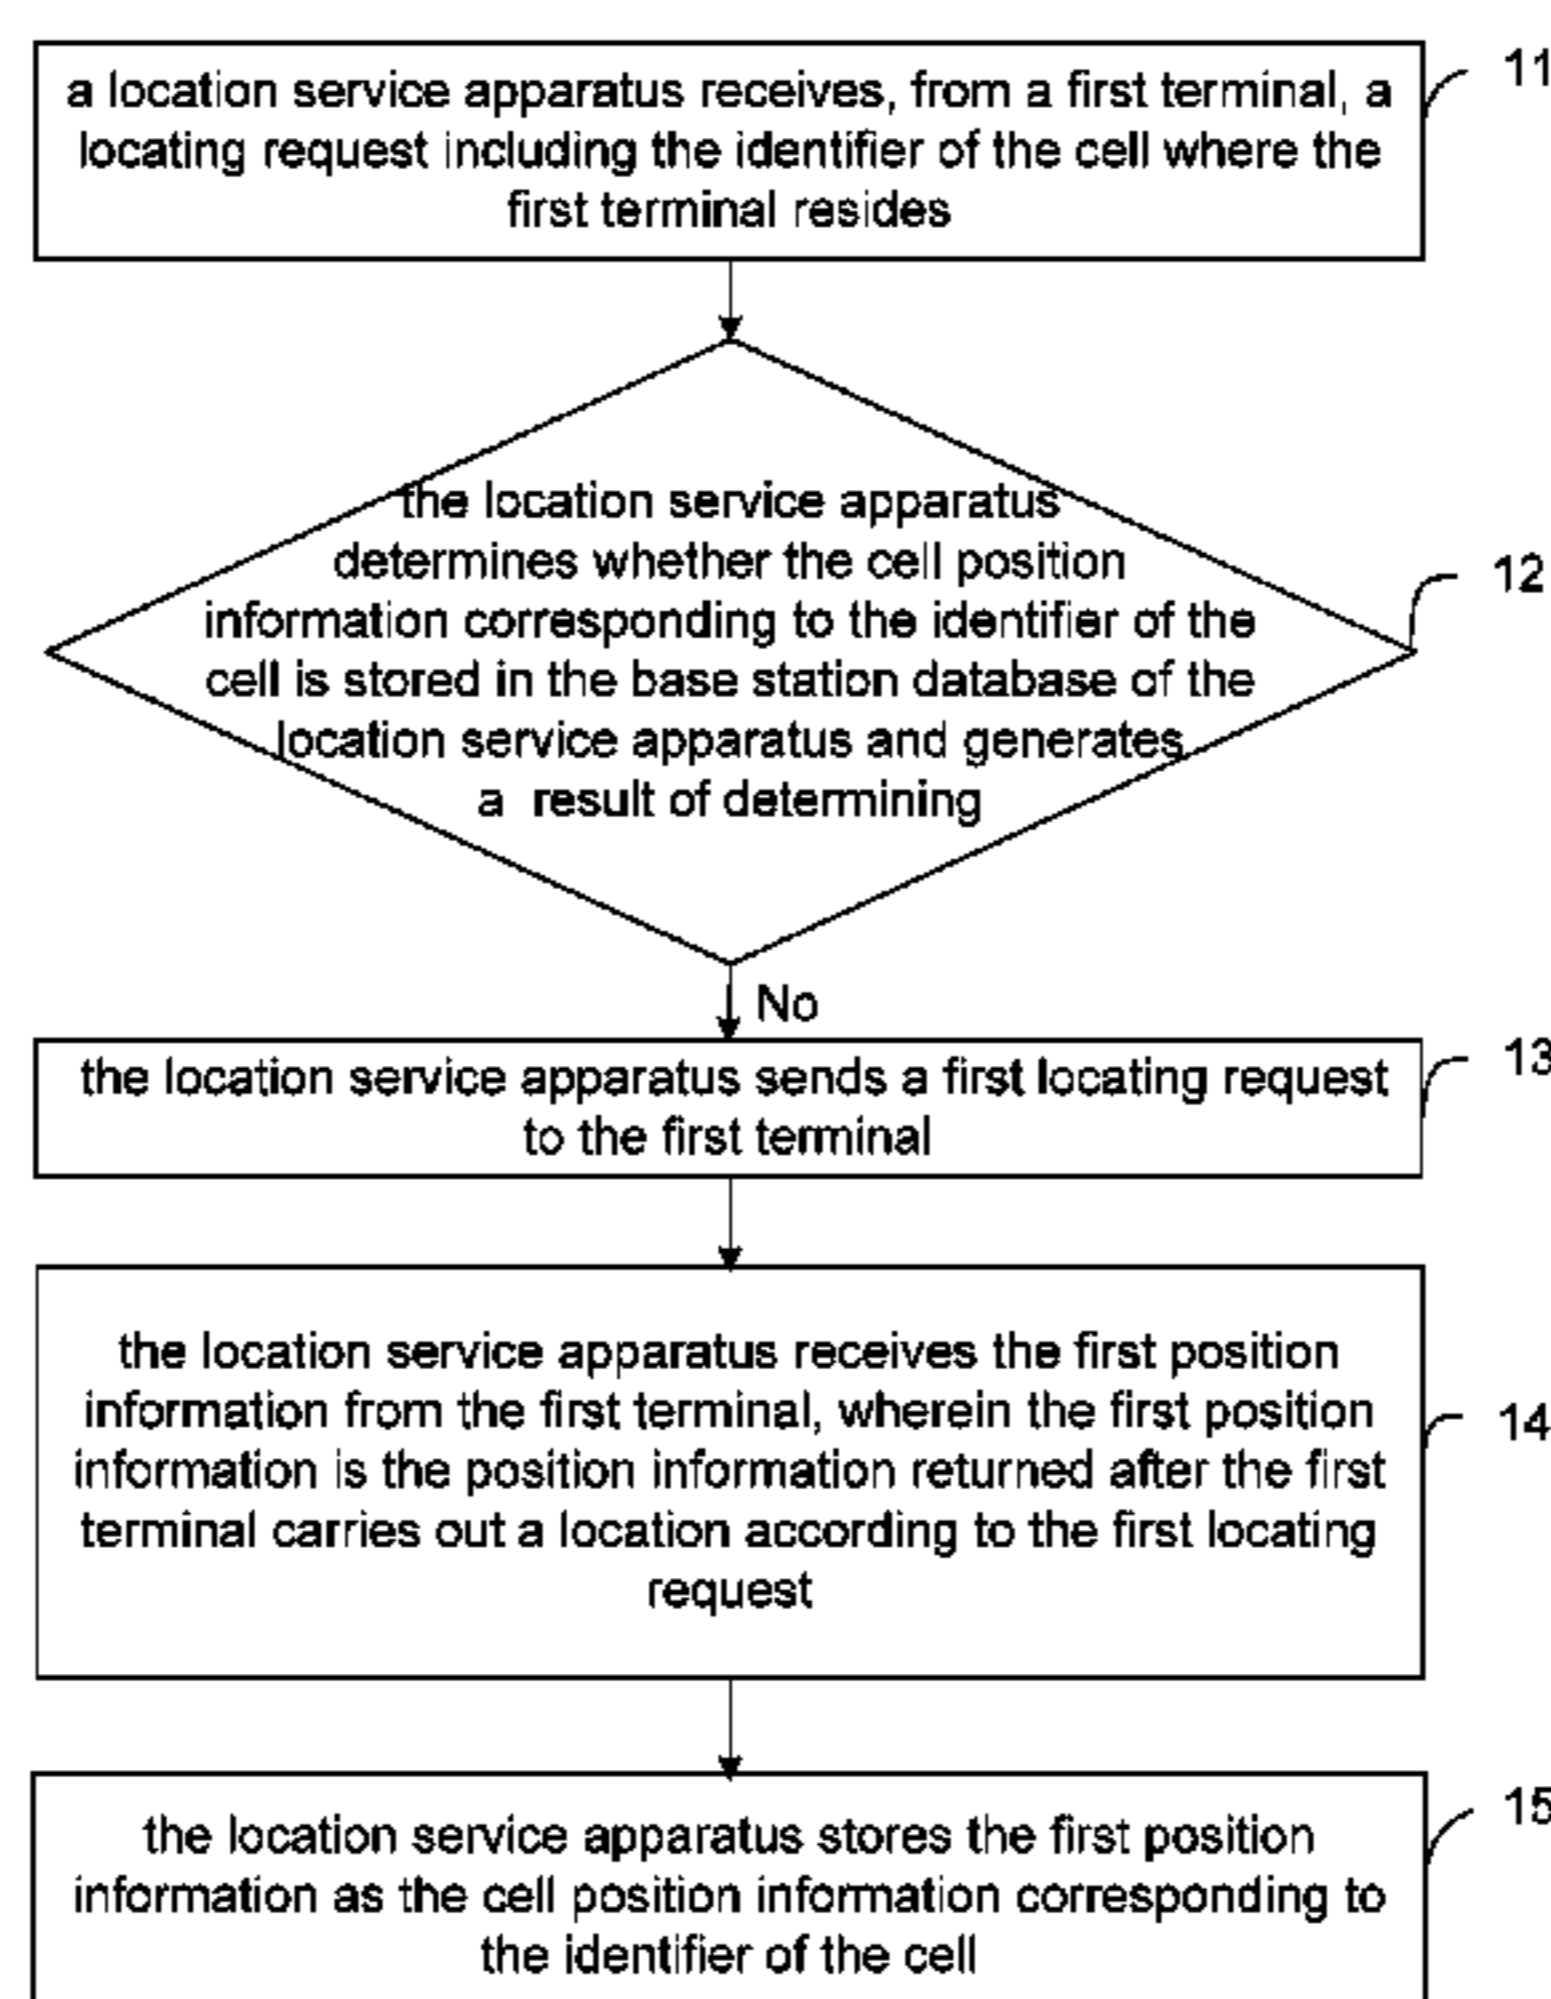 a location service apparatus receives, from a first terminal, a
locating request including the identifier of the cell where the
first terminal resides
11
the location service apparatus
determines whether the cell position
information corresponding to the identifier of the
cell is stored in the base station database of the
location service apparatus and generates
a result of determining
12
No
the location service apparatus sends a first locating request
to the first terminal
13
the location service apparatus receives the first position
information from the first terminal, wherein the first position
information is the position information returned after the first
terminal carries out a location according to the first locating
request
14
the location service apparatus stores the first position
information as the cell position information corresponding to
the identifier of the cell
15